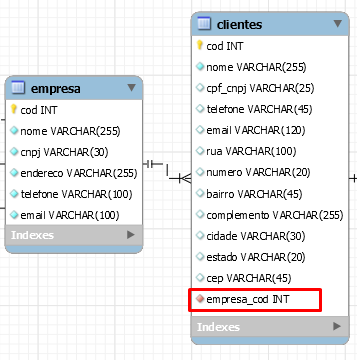 empresa
cod INT
nome VARCHAR(255)
cnpj VARCHAR(30)
endereco VARCHAR(255)
telefone VARCHAR(100)
email VARCHAR(100)
Indexes
clientes
cod INT
nome VARCHAR(255)
cpf_cnpj VARCHAR(25)
telefone VARCHAR(45)
email VARCHAR(120)
rua VARCHAR(100)
numero VARCHAR(20)
bairro VARCHAR(45)
complemento VARCHAR(255)
cidade VARCHAR(30)
estado VARCHAR(20)
cep VARCHAR(45)
empresa_cod INT
Indexes